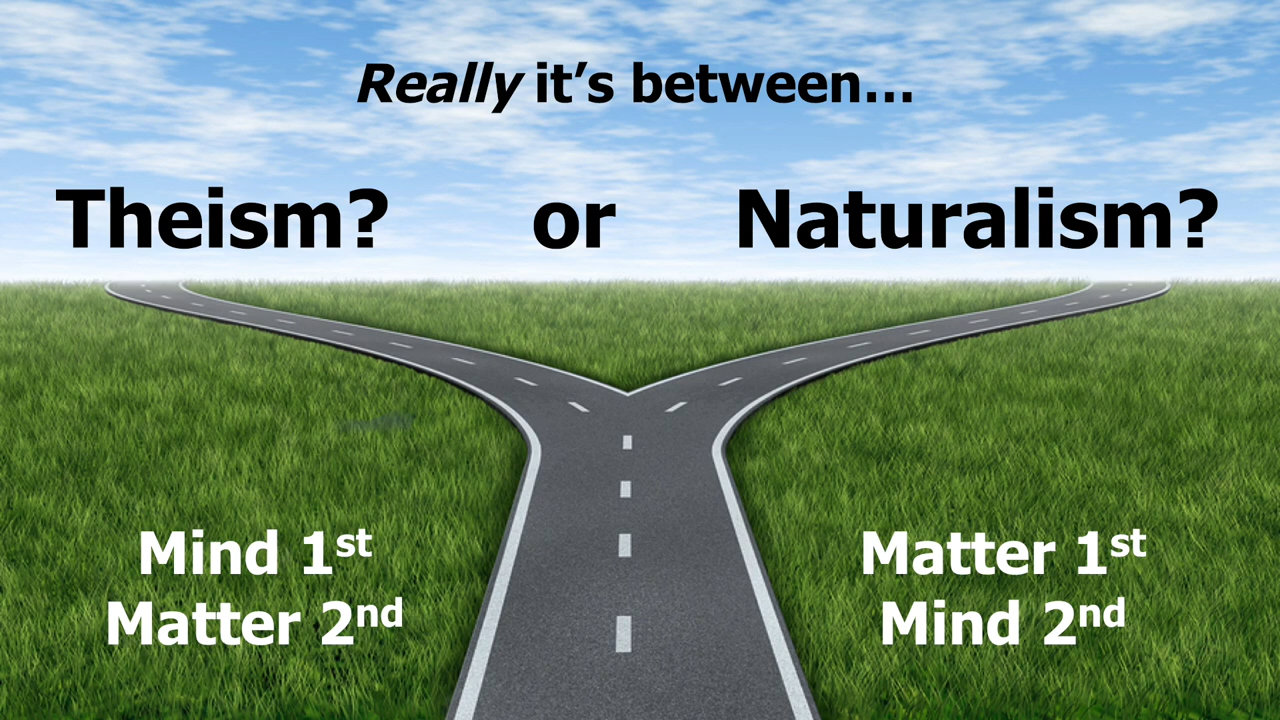 Really it’s between…
Theism? or Naturalism?
Mind 1st
Matter 2nd
Matter 1st
Mind 2nd